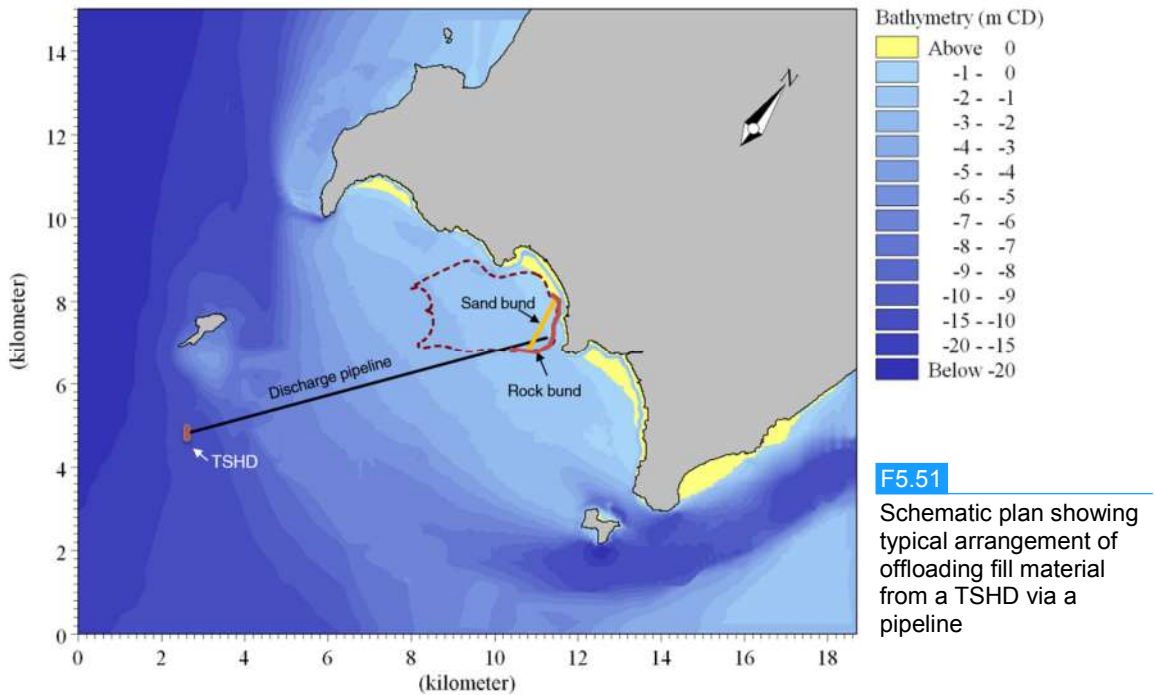 Bathymetry (m CD)
Above 0
-1 - 0
-2 - -1
-3 - -2
-4 - -3
-5 - -4
-6 - -5
-7 - -6
-8 - -7
-9 - -8
-10 - -9
-15 - -10
-20 - -15
Below -20
N
14
12
10
8
6
4
2
0
(kilometer)
Sand bund
Rock bund
Discharge pipeline
TSHD
0 2 4 6 8 10 12 14 16 18
(kilometer)
F5.51
Schematic plan showing
typical arrangement of
offloading fill material
from a TSHD via a
pipeline